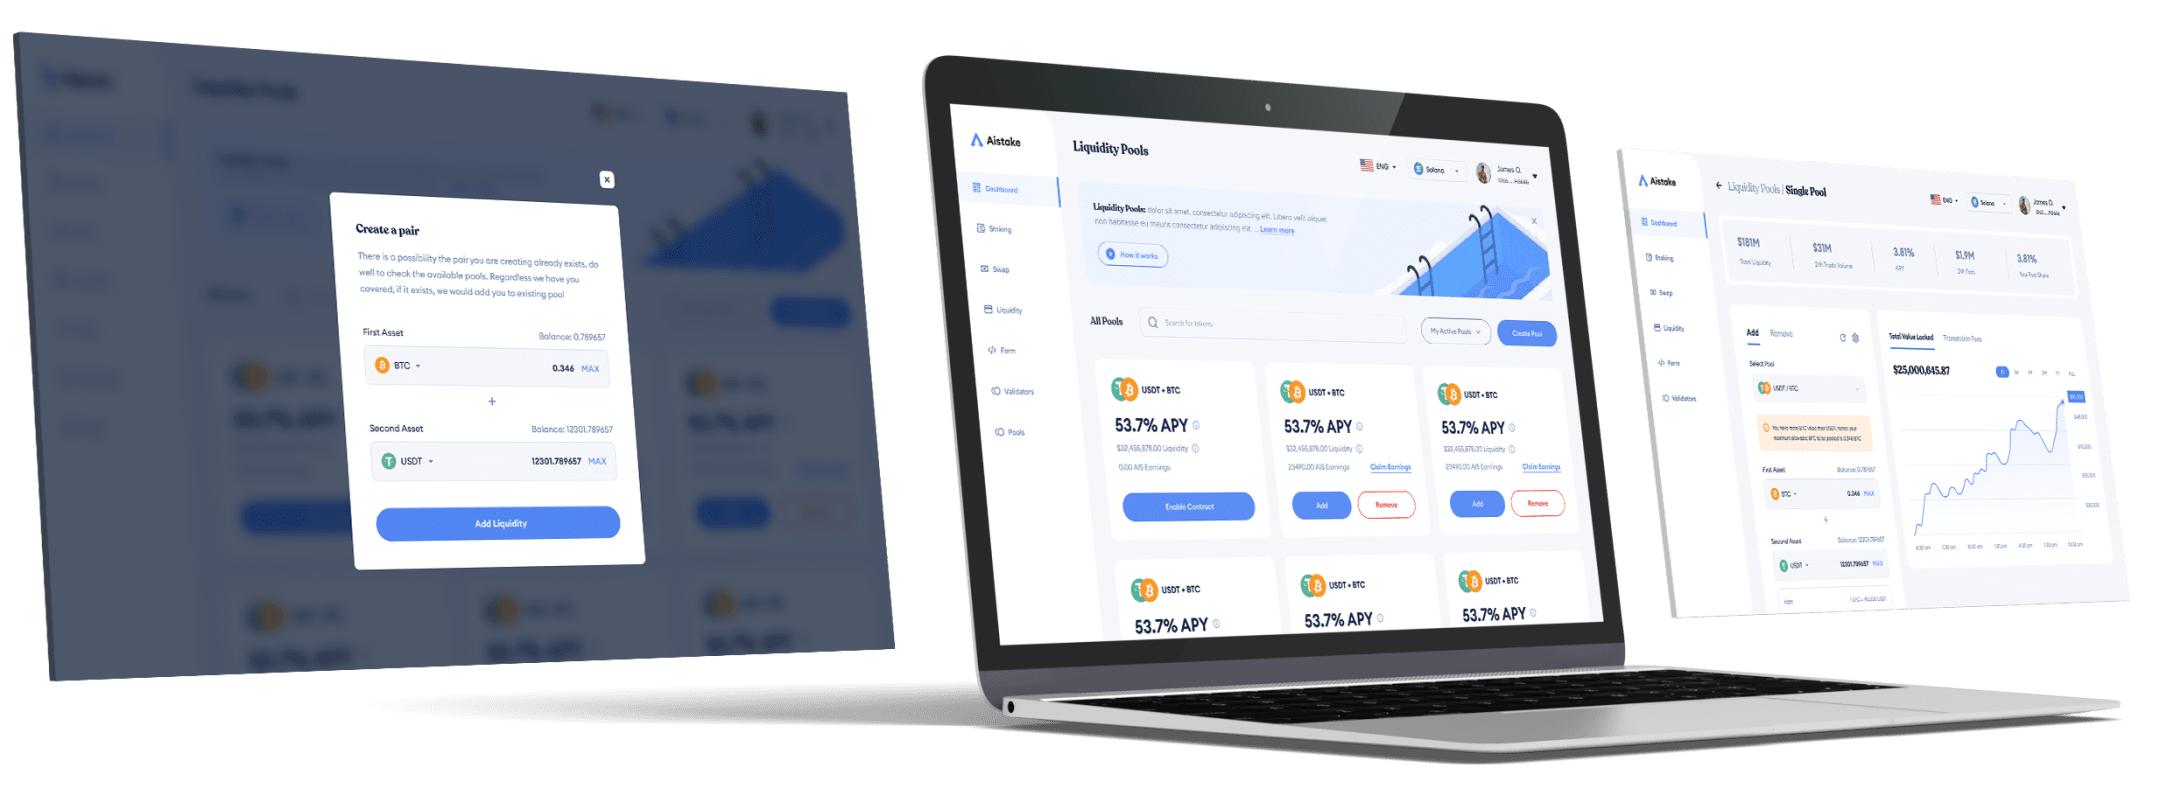 Liquidity Pools
x
Create a pair
There is a possibility the pair you are creating already exists, do
well to check the available pools. Regardless we have you
covered, if it exists, we would add you to existing pool
First Asset
Balance: 0.789657
BTC
0.346 MAX
+
Second Asset
Balance: 12301.789657
USDT
12301.789657 MAX
Add Liquidity
Aistake
Dashboard
Staking
Swap
Liquidity
Farm
Validators
Pools
Liquidity Pools
ENG
Solana
James O.
Liquidity Pools: dolor sit amet, consectetur adipiscing elit. Libero velit aliquet
non habitasse eu mauris consectetur adipiscing elit. ... Learn more
How it works
All Pools
Search for tokens
My Active Pools
Create Pool
USDT + BTC
53.7% APY
$32,455,878.00 Liquidity
0.00 AIS Earnings
Enable Contract
USDT + BTC
53.7% APY
$32,455,878.00 Liquidity
23490.00 AIS Earnings Claim Earnings
Add Remove
USDT + BTC
53.7% APY
$32,455,878.00 Liquidity
23490.00 AIS Earnings Claim Earnings
Add Remove
USDT + BTC
53.7% APY
USDT + BTC
53.7% APY
USDT + BTC
53.7% APY
Aistake
Dashboard
Staking
Swap
Liquidity
Farm
Validators
Liquidity Pools / Single Pool
ENG
Solana
James O.
$181M
Total Liquidity
$31M
24h Trade Volume
3.81%
APY
$1.9M
24h Fees
3.81%
Your Pool Share
Add Remove
Select Pool
USDT / BTC
First Asset
Balance: 0.789657
BTC
0.346 MAX
Second Asset
Balance: 12301.789657
USDT
12301.789657 MAX
Total Value Locked Transaction Fees
$25,000,645.87